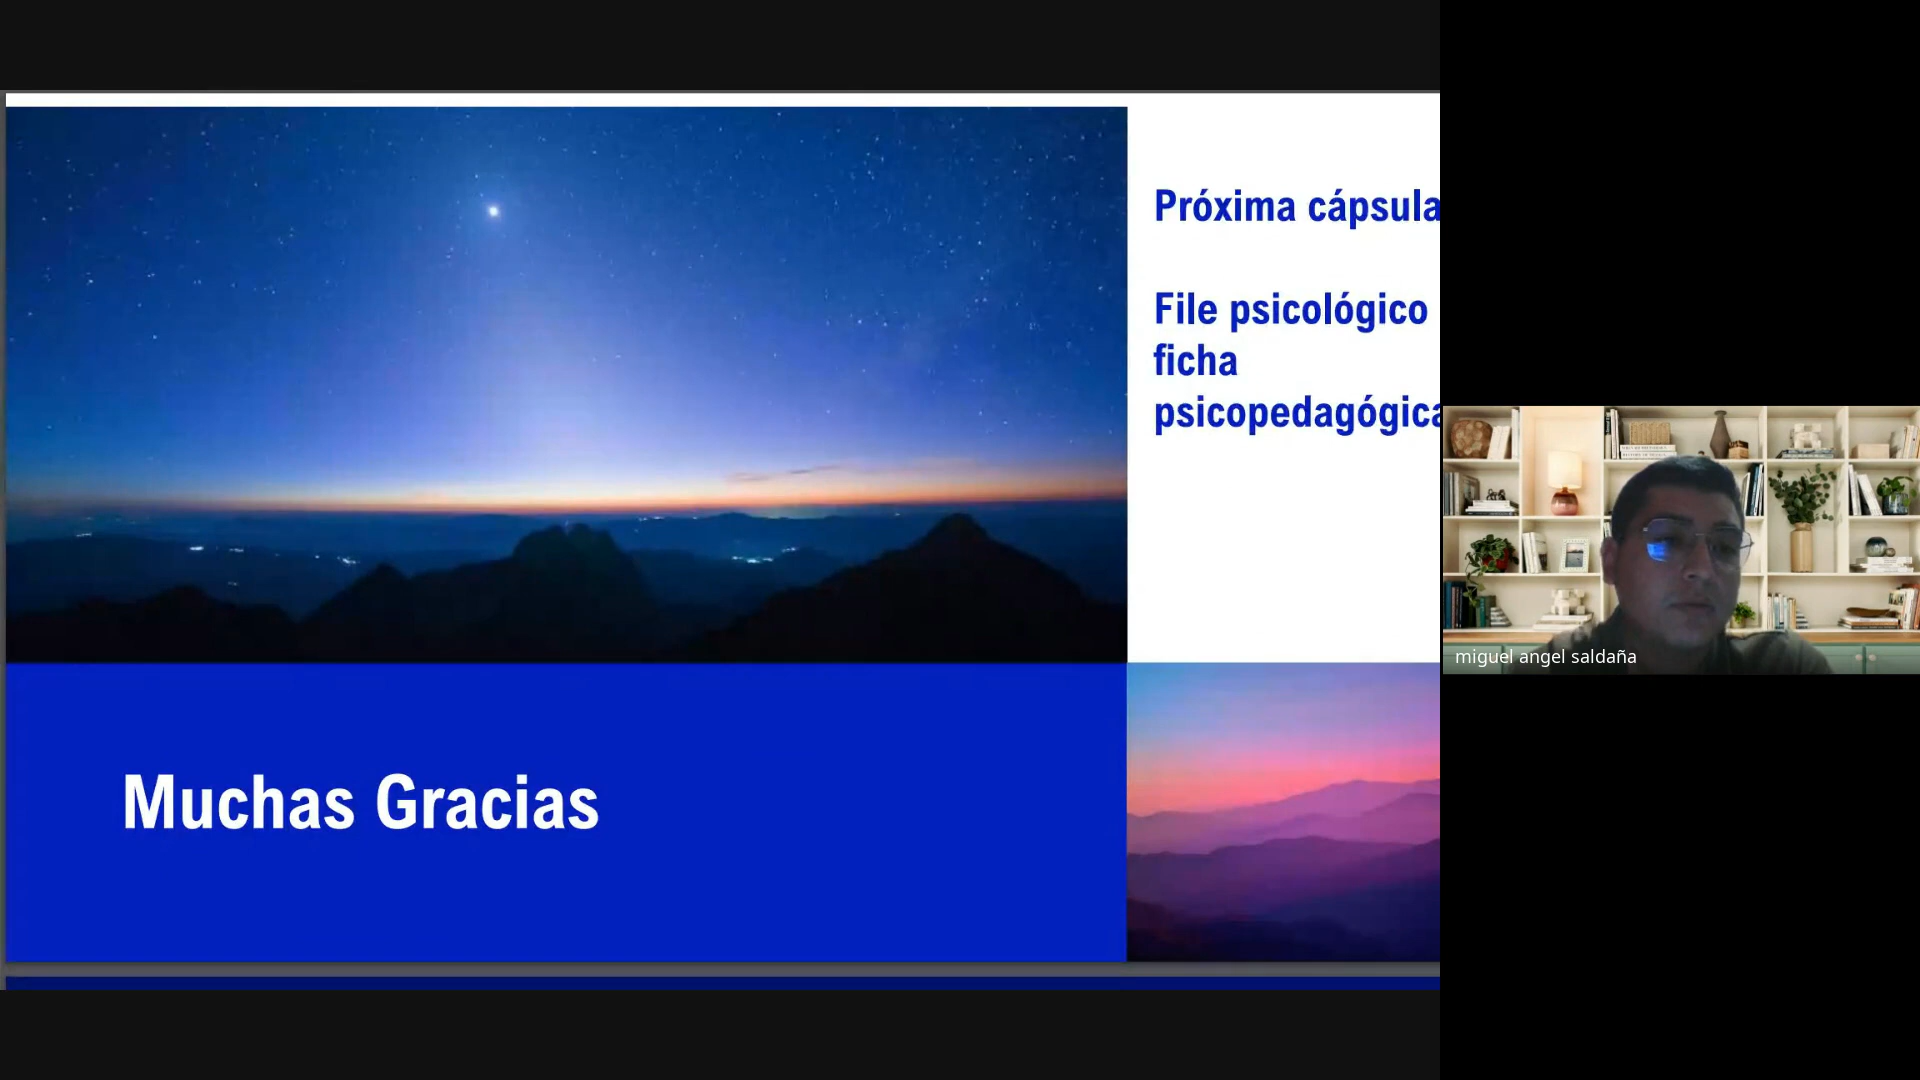 Próxima cápsula
File psicológico
ficha
psicopedagógica
miguel angel saldaña
Muchas Gracias